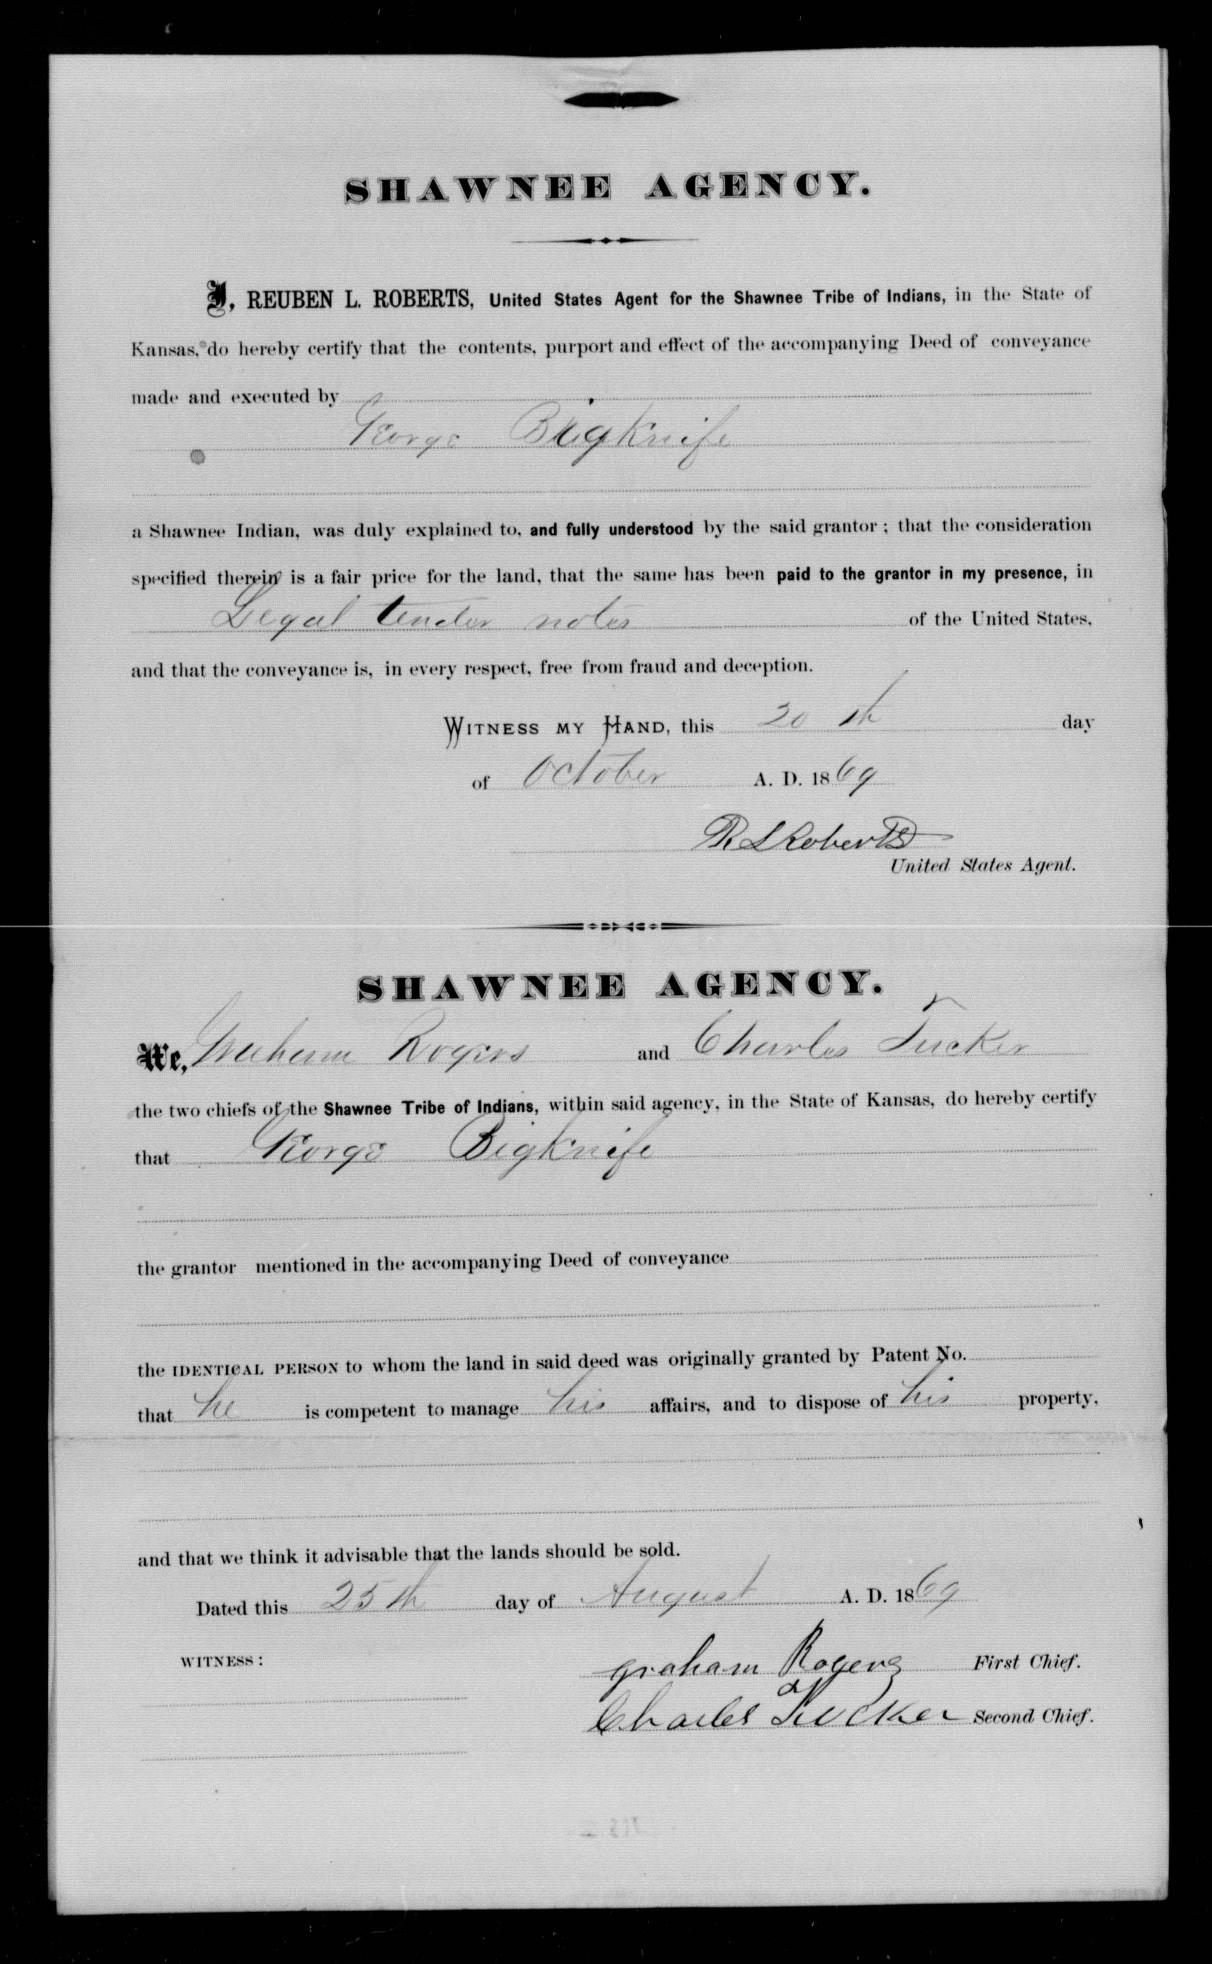 SHAWNEE AGENCY.
I, REUBEN L. ROBERTS, United States Agent for the Shawnee Tribe of Indians, in the State of
Kansas, do hereby certify that the contents, purport and effect of the accompanying Deed of conveyance
made and executed by
George Bigknife
a Shawnee Indian, was duly explained to, and fully understood by the said grantor; that the consideration
specified therein is a fair price for the land, that the same has been paid to the grantor in my presence, in
Legal tender notes of the United States,
and that the conveyance is, in every respect, free from fraud and deception.
WITNESS MY HAND, this 20th day
of October A. D. 1869
R L Roberts
United States Agent.
SHAWNEE AGENCY.
We, Graham Rogers and Charles Tucker
the two chiefs of the Shawnee Tribe of Indians, within said agency, in the State of Kansas, do hereby certify
that George Bigknife
the grantor mentioned in the accompanying Deed of conveyance
the IDENTICAL PERSON to whom the land in said deed was originally granted by Patent No.
that he is competent to manage his affairs, and to dispose of his property,
and that we think it advisable that the lands should be sold.
Dated this 25th day of August A. D. 1869
WITNESS:
graham Rogers First Chief.
Charles Tucker Second Chief.